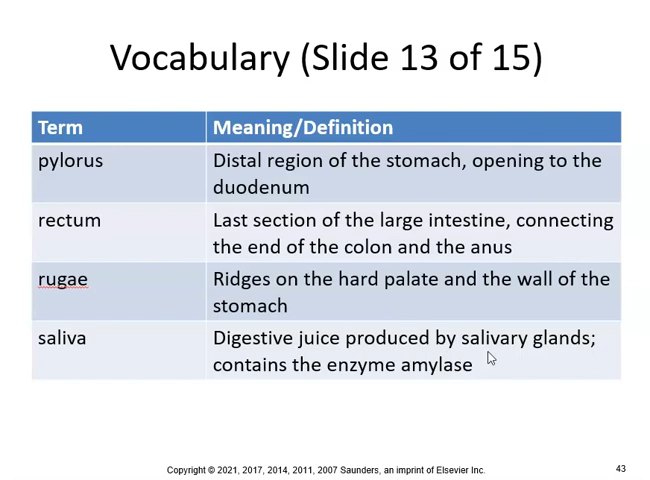 Vocabulary (Slide 13 of 15)
Term Meaning/Definition
pylorus Distal region of the stomach, opening to the
duodenum
rectum Last section of the large intestine, connecting
the end of the colon and the anus
rugae Ridges on the hard palate and the wall of the
stomach
saliva Digestive juice produced by salivary glands;
contains the enzyme amylase
Copyright © 2021, 2017, 2014, 2011, 2007 Saunders, an imprint of Elsevier Inc. 43